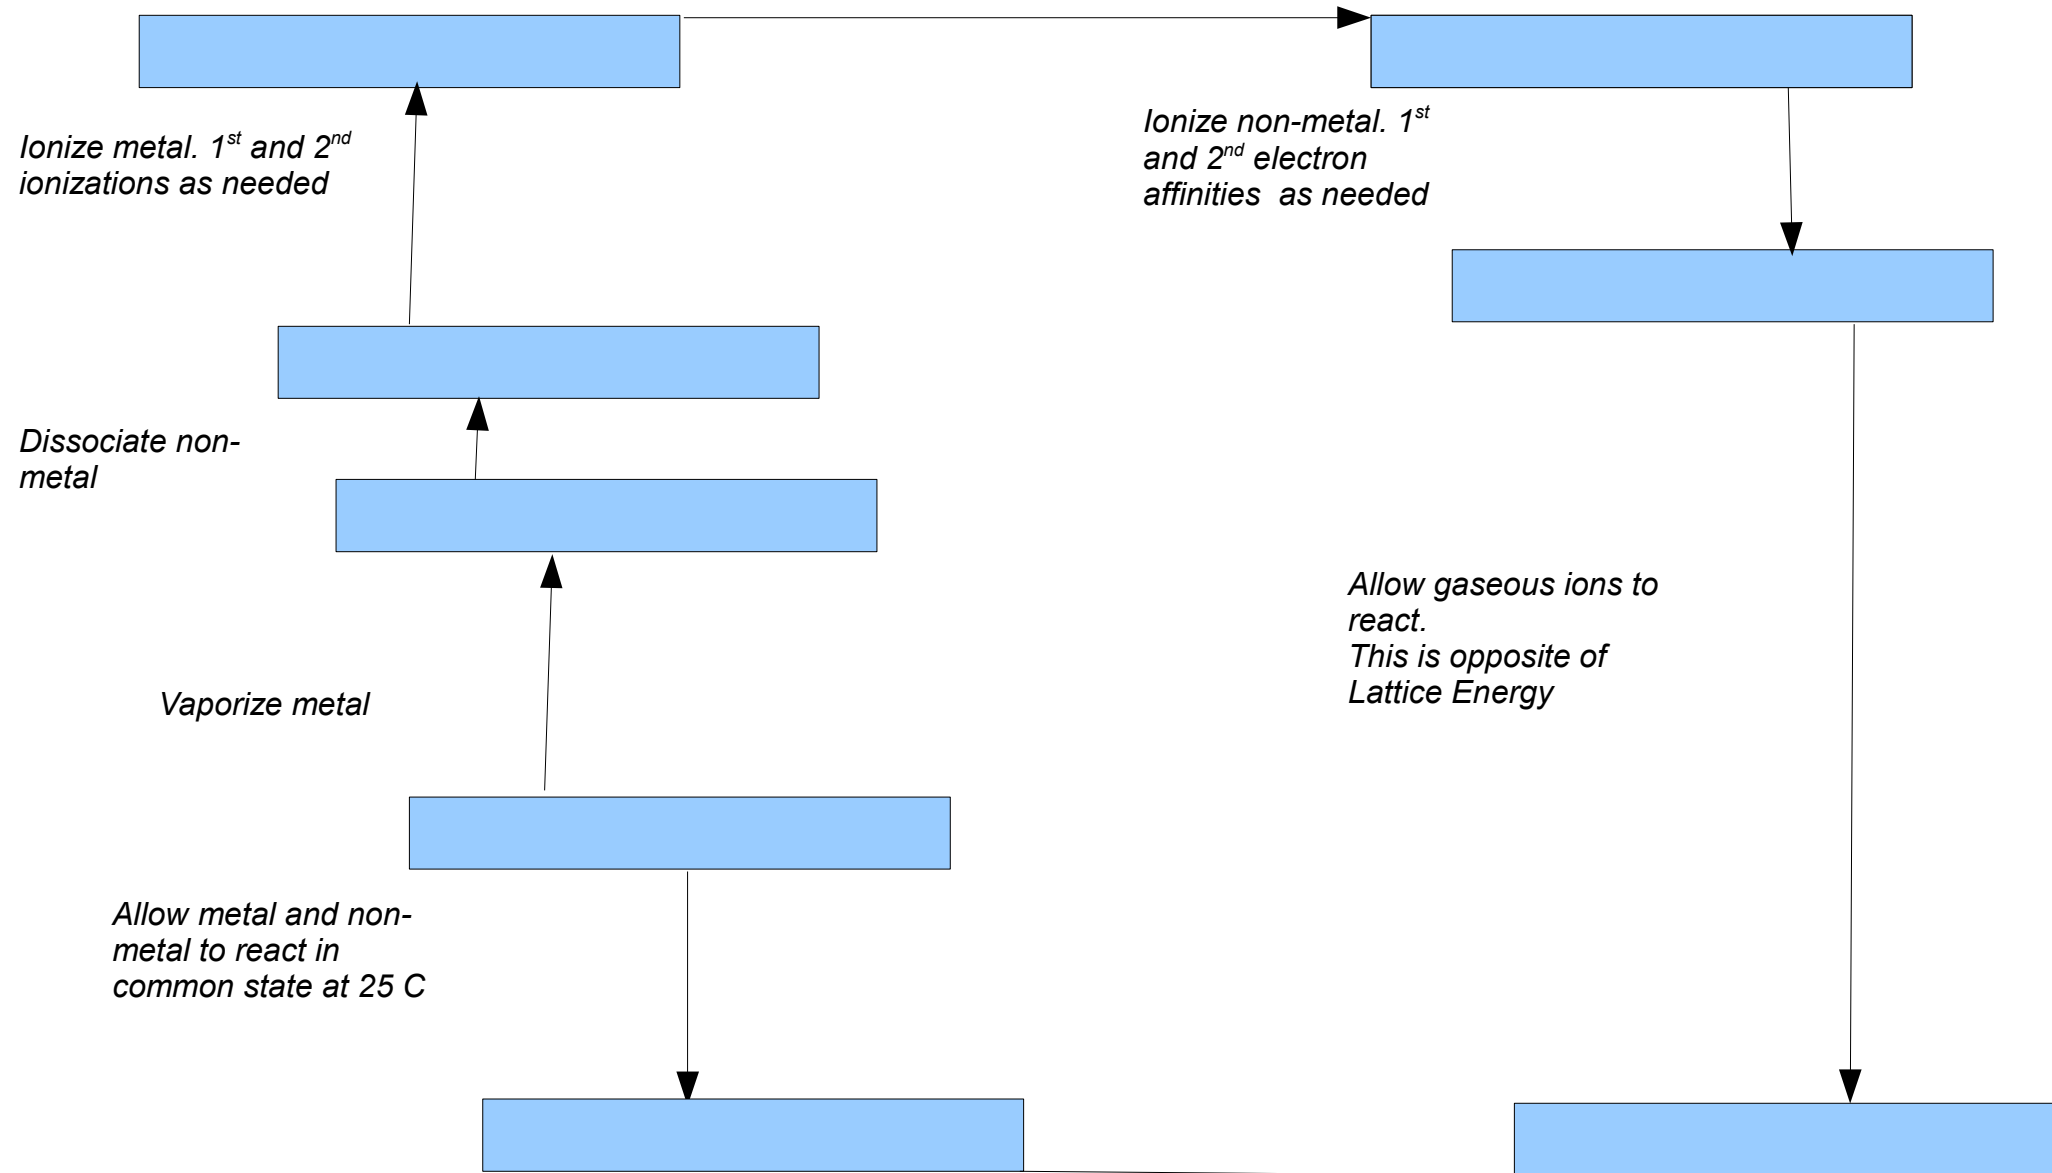 Ionize metal. 1st and 2nd
ionizations as needed
Ionize non-metal. 1st
and 2nd electron
affinities  as needed
Dissociate non-
metal
Vaporize metal
Allow gaseous ions to
react.
This is opposite of
Lattice Energy
Allow metal and non-
metal to react in
common state at 25 C